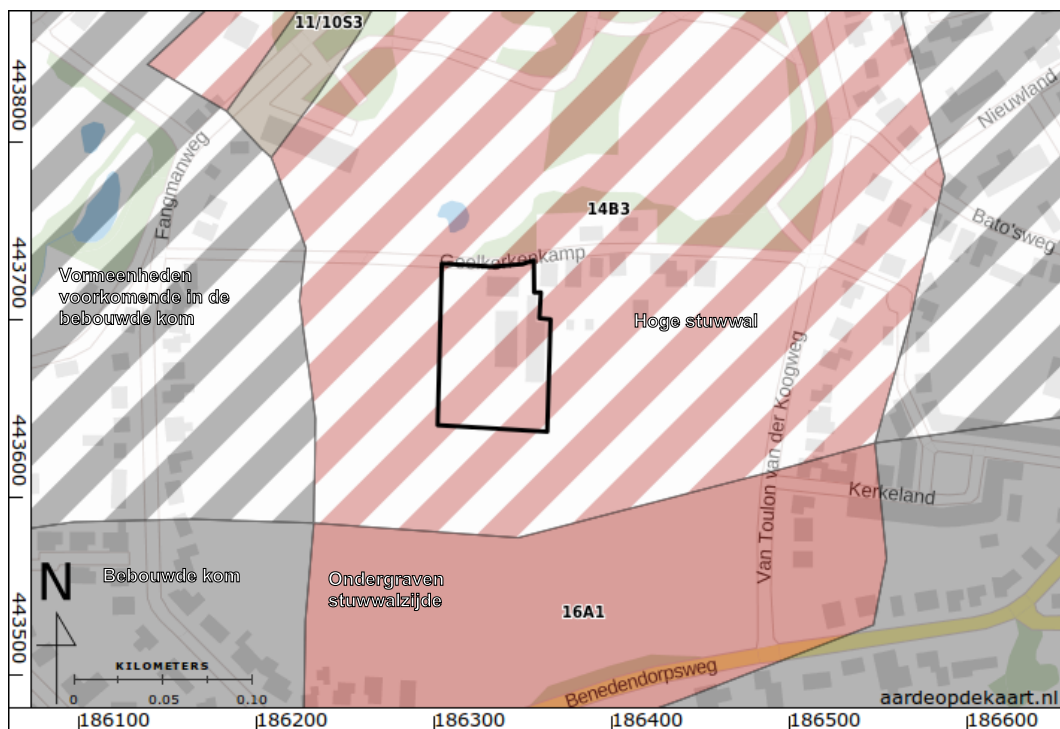 11/10S3
Nieuwland
Fangmanweg
14B3
Bato'sweg
Geelkerkenkamp
Vormeenheden
voorkomende in de
bebouwde kom
Hoge stuwwal
Van Toulon van der Koogweg
Kerkeland
N
Bebouwde kom
Ondergraven
stuwwalzijde
16A1
KILOMETERS
0 0.05 0.10
Benedendorpsweg
aardeopdekaart.nl
443800
443700
443600
443500
186100 186200 186300 186400 186500 186600